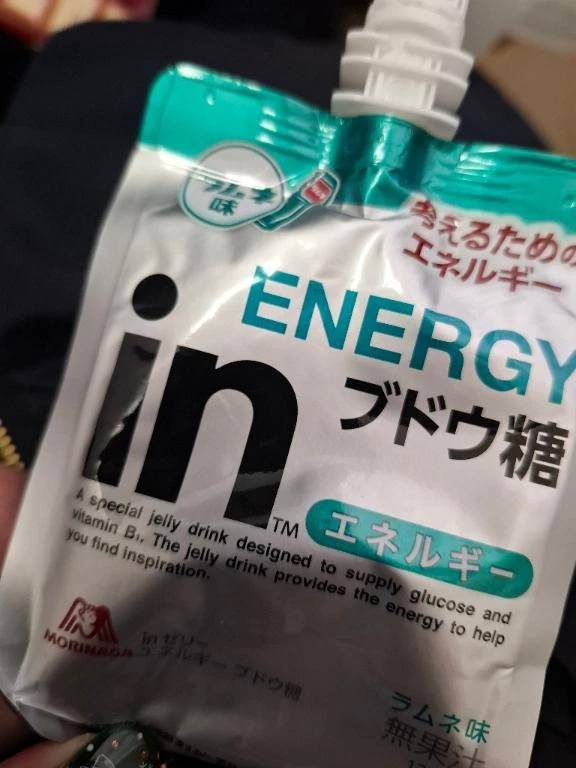 ラムネ
味
考えるための
エネルギー
ENERGY
in
ブドウ糖
TM
エネルギー
A special jelly drink designed to supply glucose and
vitamin B₁. The jelly drink provides the energy to help
you find inspiration.
MORINAGA
inゼリー
エネルギー ブドウ糖
ラムネ味
無果汁